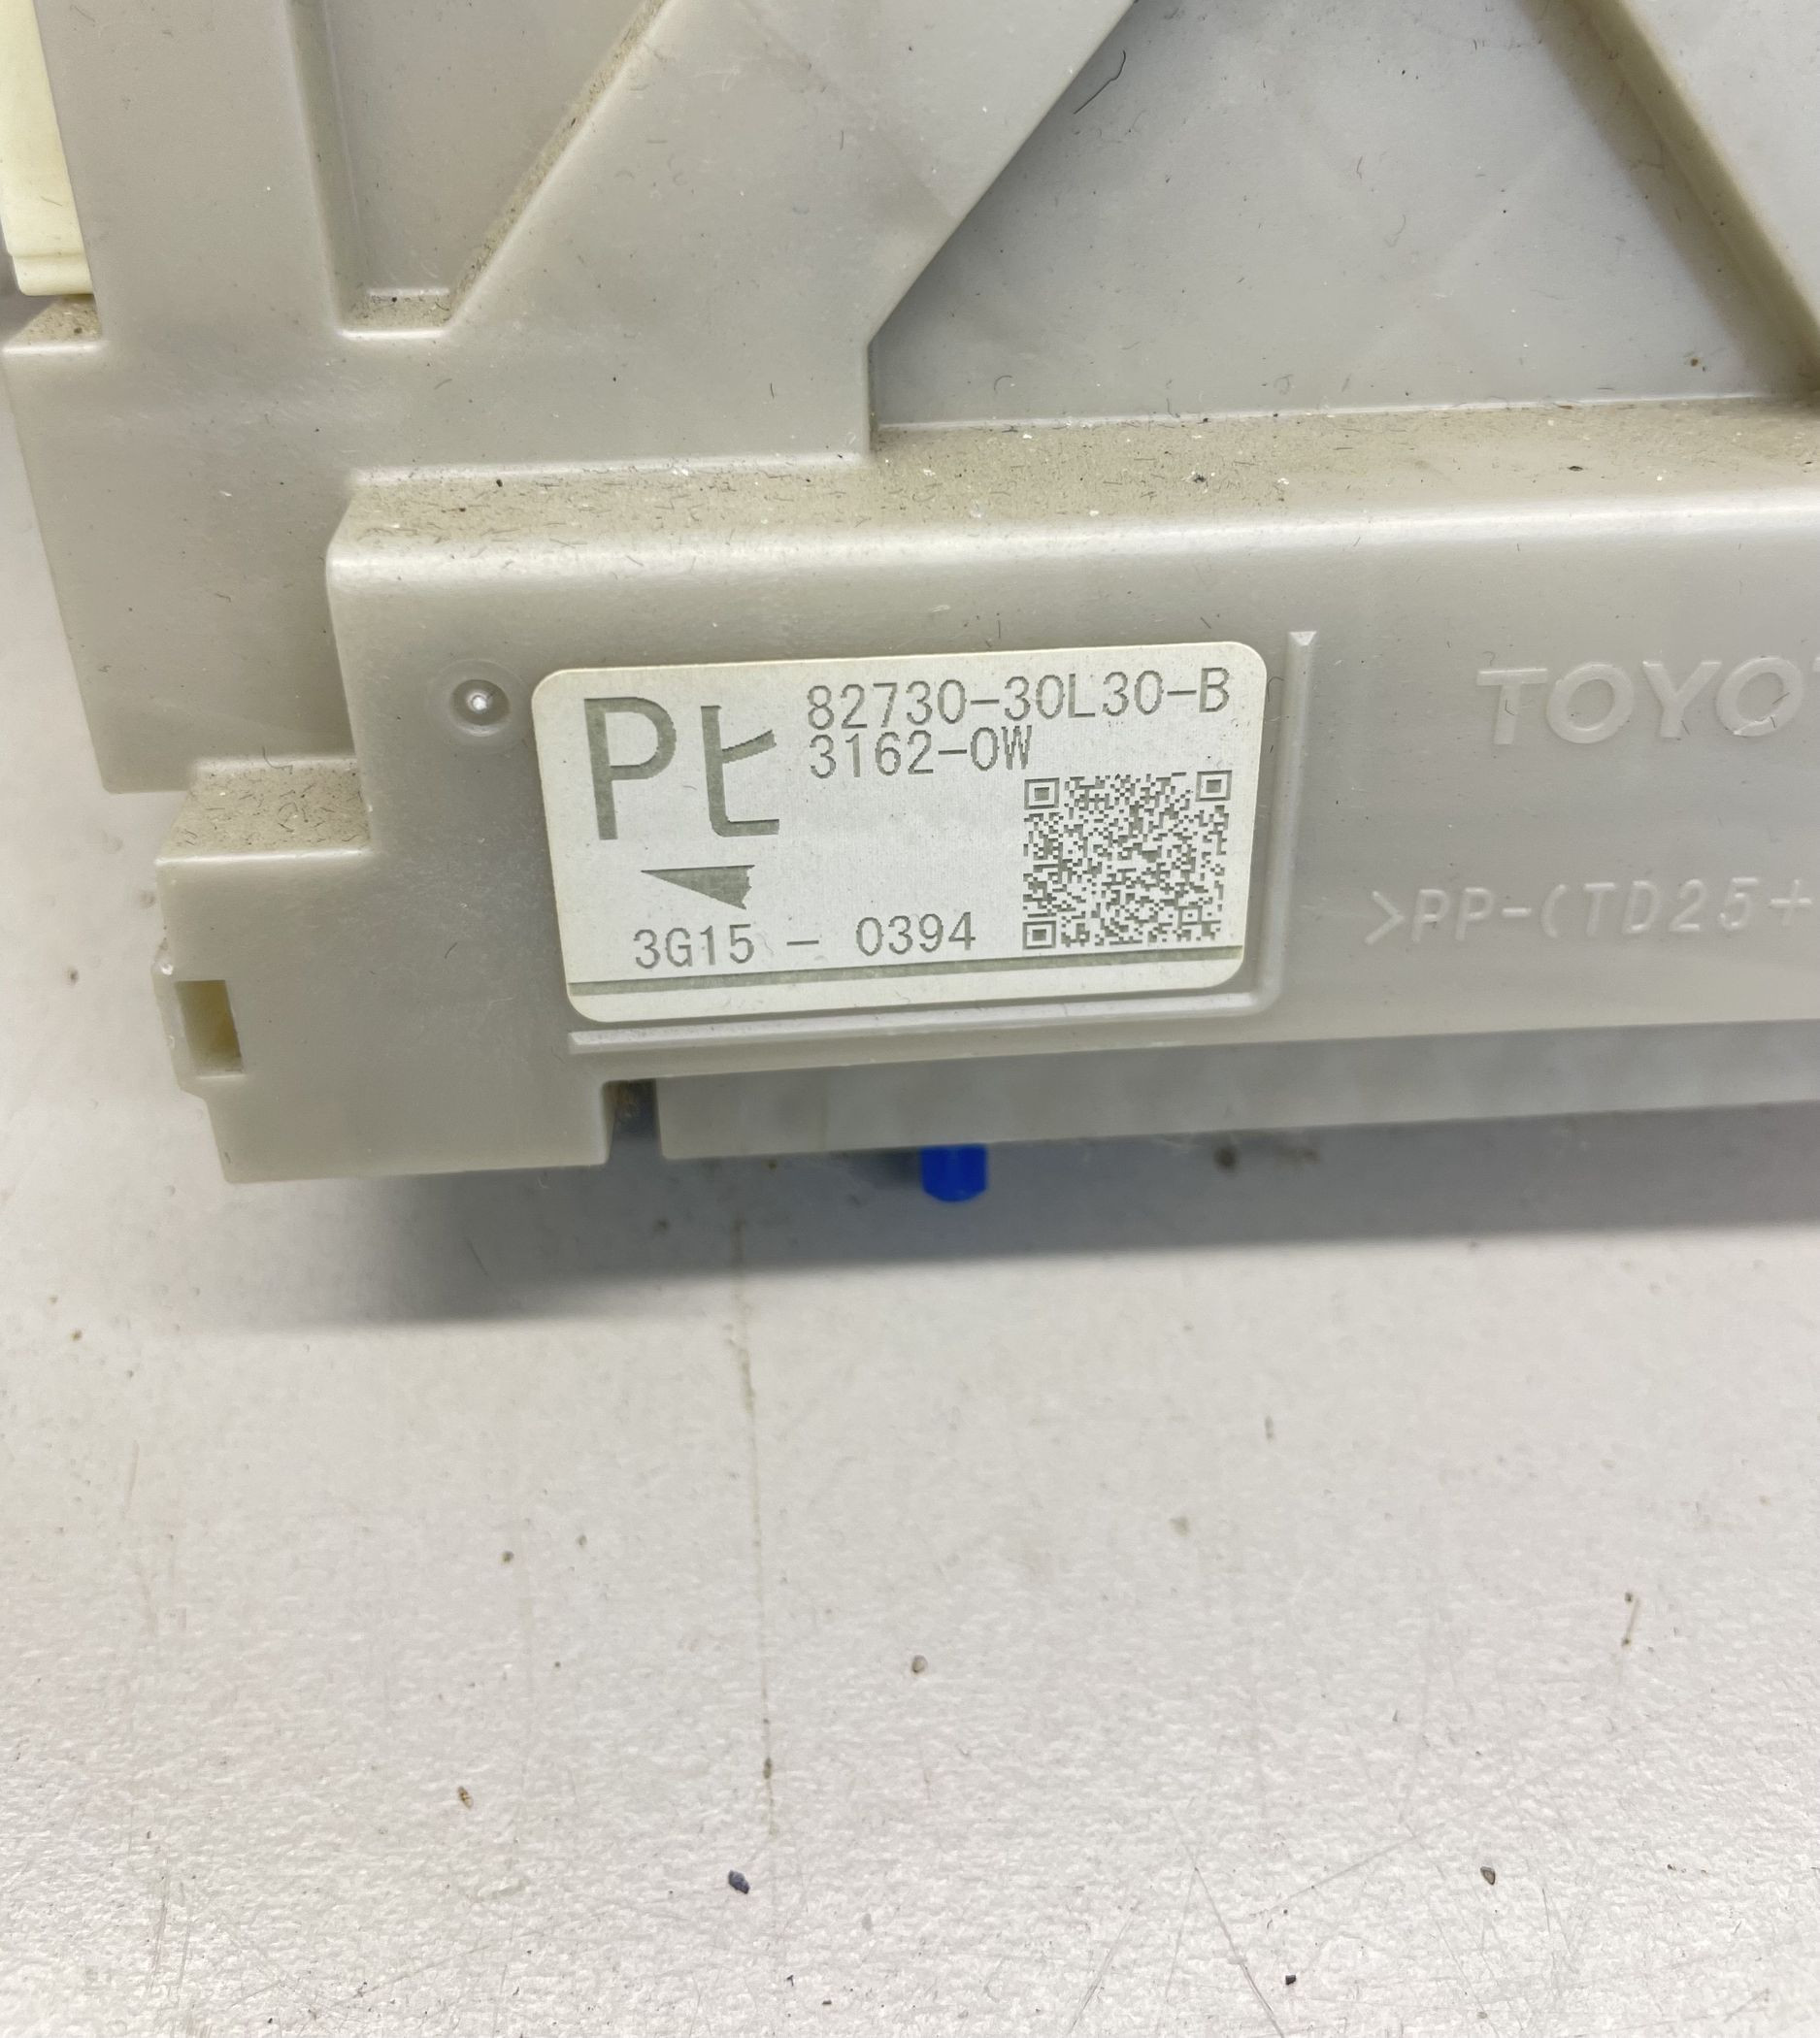 Pヒ
82730-30L30-B
3162-0W
3G15 - 0394
TOYO
>PP-(TD25+